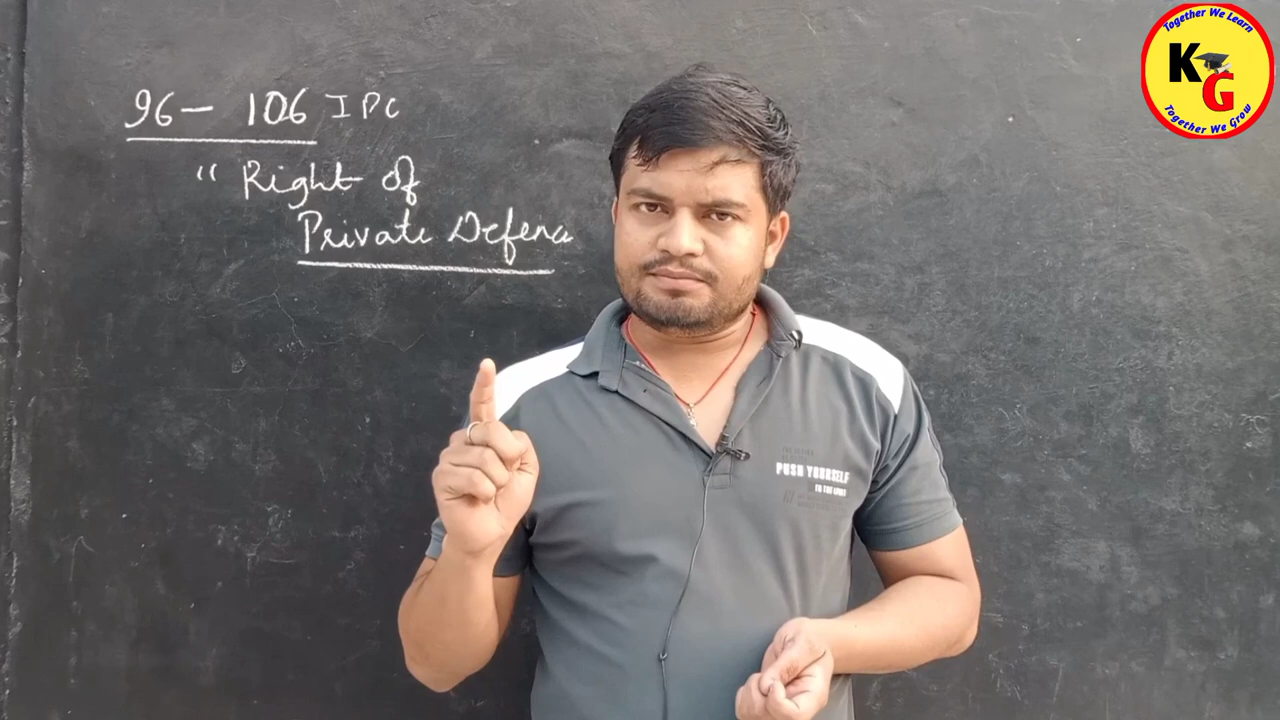 96 - 106 IPC
" Right of
Private Defence
Together We Learn
KG
Together We Grow
PUSH YOURSELF
TO THE LIMIT